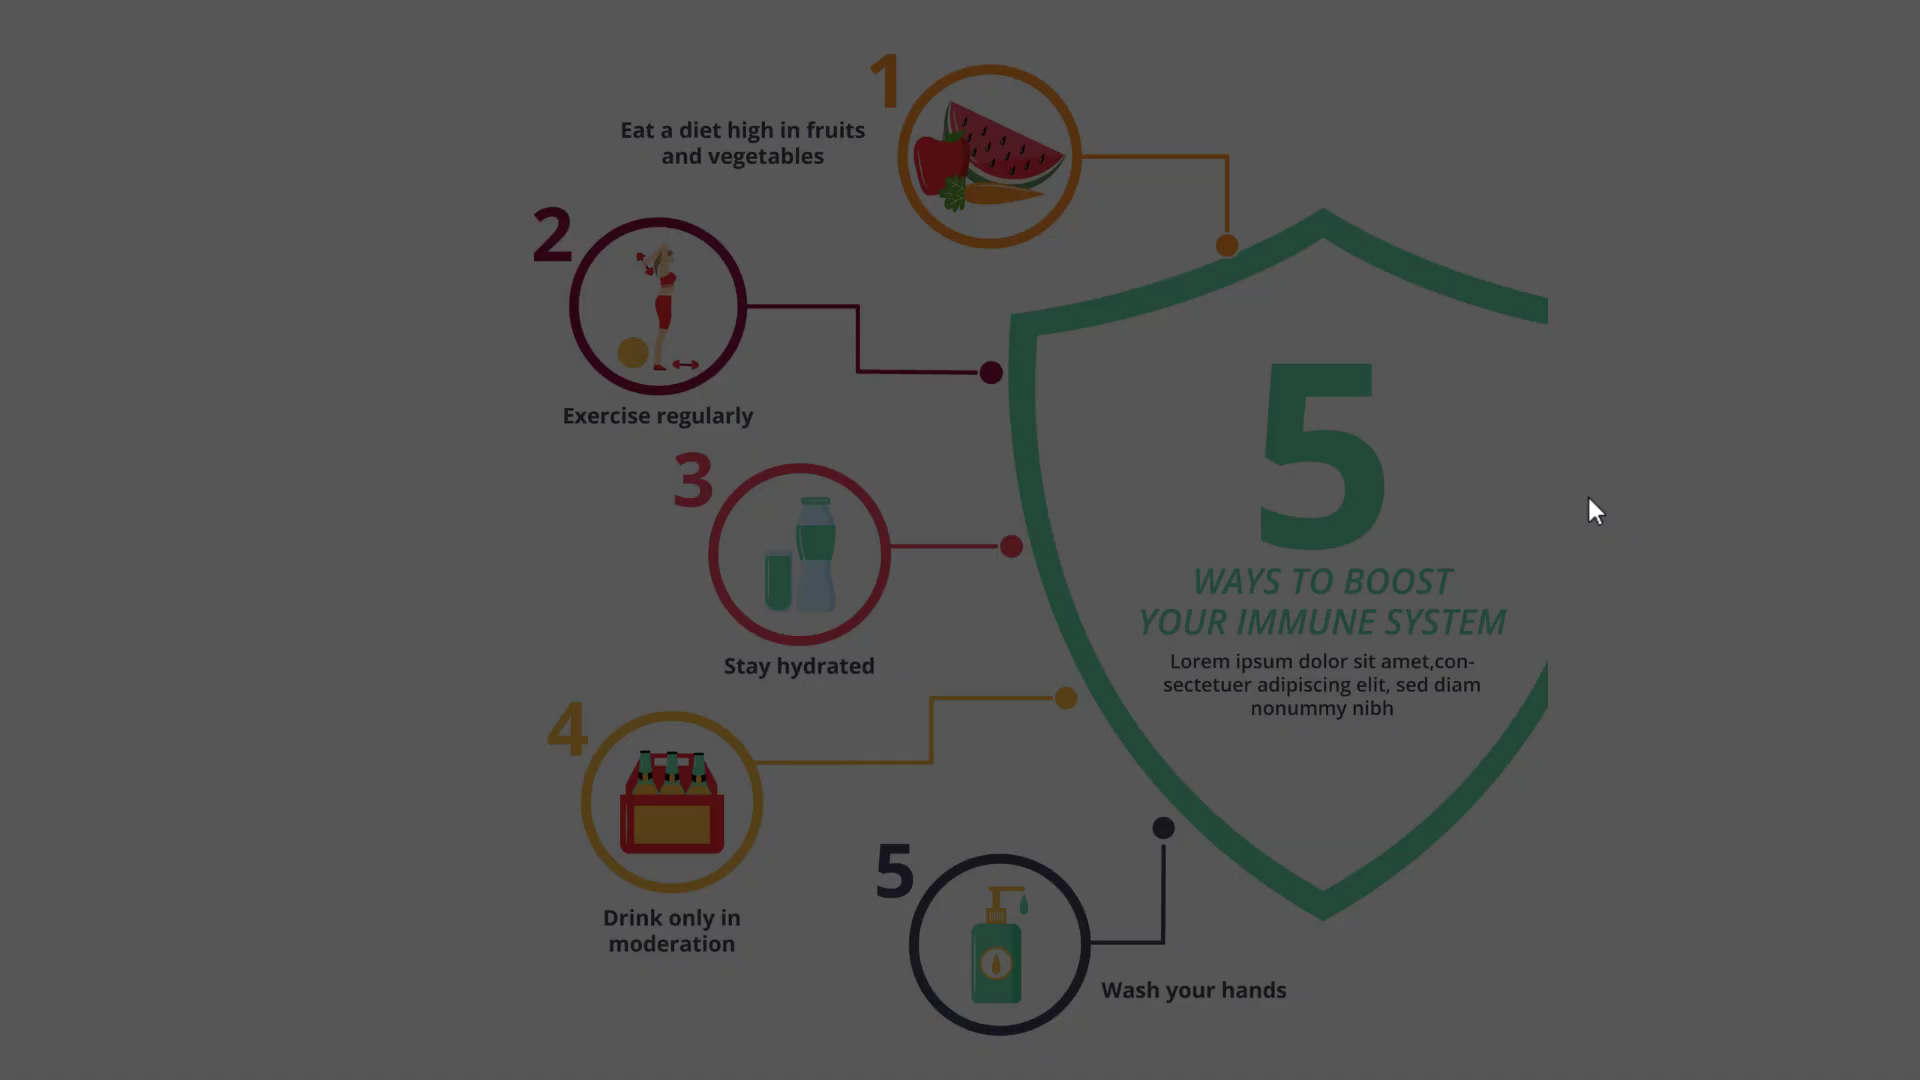 1
Eat a diet high in fruits
and vegetables
2
Exercise regularly
3
Stay hydrated
4
Drink only in
moderation
5
Wash your hands
5
WAYS TO BOOST
YOUR IMMUNE SYSTEM
Lorem ipsum dolor sit amet,con-
sectetuer adipiscing elit, sed diam
nonummy nibh